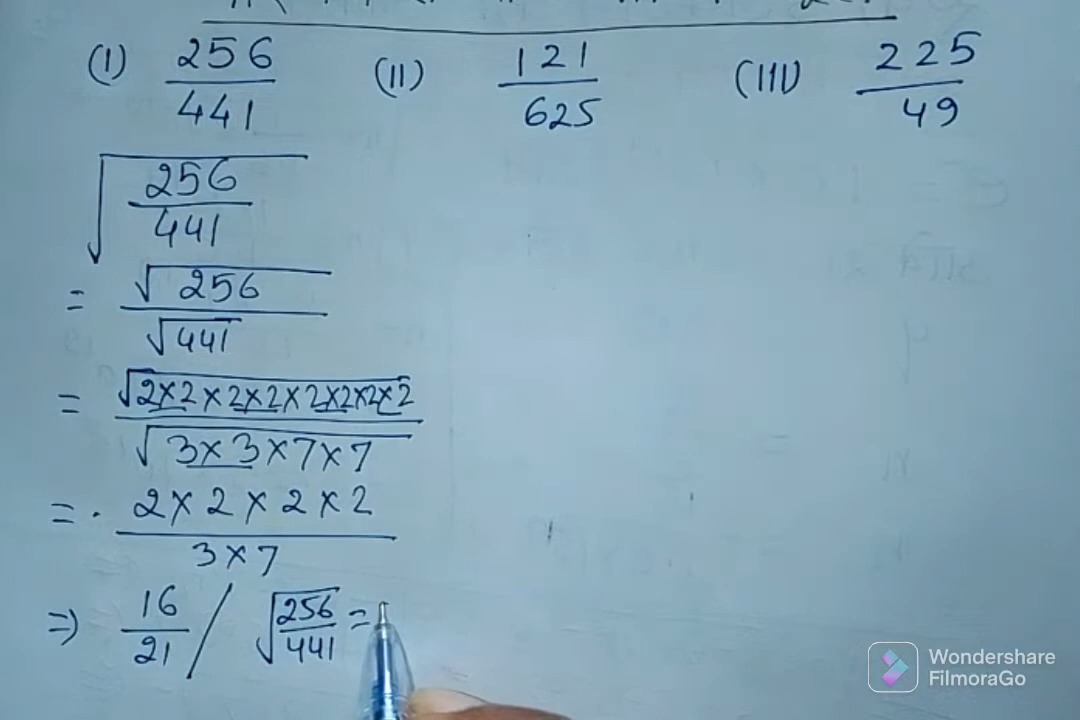 (I) 256/441 (II) 121/625 (III) 225/49
√(256/441)
= √256/√441
= √2×2×2×2×2×2×2×2/√3×3×7×7
= . 2×2×2×2/3×7
⇒ 16/21 / √(256/441) =
Wondershare
FilmoraGo